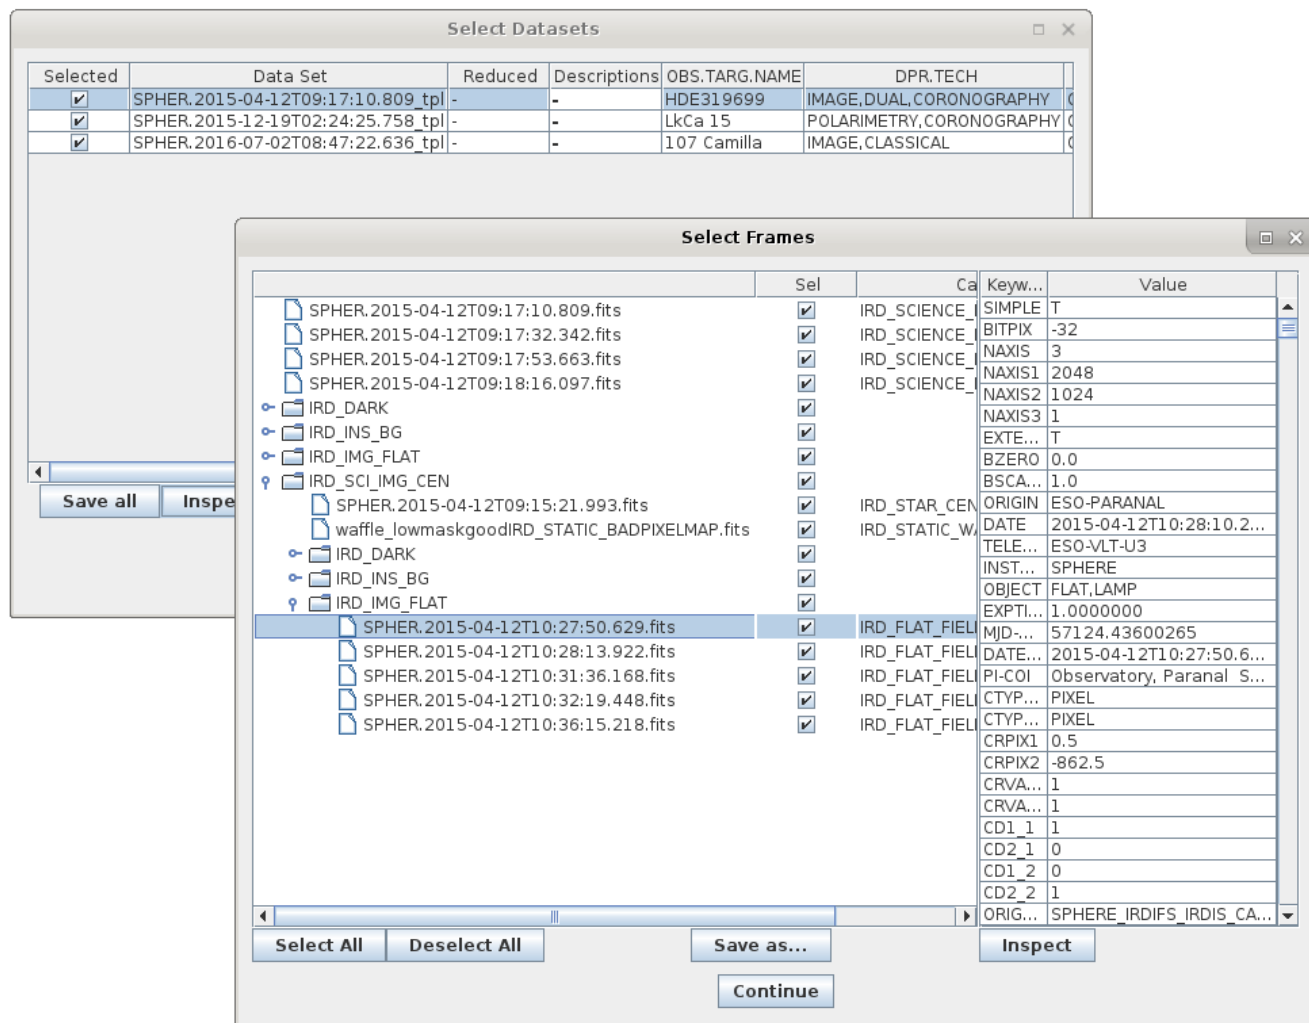 Select Datasets
Selected Data Set Reduced Descriptions OBS.TARG.NAME DPR.TECH
SPHER.2015-04-12T09:17:10.809_tpl - - HDE319699 IMAGE,DUAL,CORONOGRAPHY
SPHER.2015-12-19T02:24:25.758_tpl - - LkCa 15 POLARIMETRY,CORONOGRAPHY
SPHER.2016-07-02T08:47:22.636_tpl - - 107 Camilla IMAGE,CLASSICAL
Save all Inspe
Select Frames
Sel Ca
SPHER.2015-04-12T09:17:10.809.fits IRD_SCIENCE_
SPHER.2015-04-12T09:17:32.342.fits IRD_SCIENCE_
SPHER.2015-04-12T09:17:53.663.fits IRD_SCIENCE_
SPHER.2015-04-12T09:18:16.097.fits IRD_SCIENCE_
IRD_DARK
IRD_INS_BG
IRD_IMG_FLAT
IRD_SCI_IMG_CEN
SPHER.2015-04-12T09:15:21.993.fits IRD_STAR_CEN
waffle_lowmaskgoodIRD_STATIC_BADPIXELMAP.fits IRD_STATIC_W
IRD_DARK
IRD_INS_BG
IRD_IMG_FLAT
SPHER.2015-04-12T10:27:50.629.fits IRD_FLAT_FIEL
SPHER.2015-04-12T10:28:13.922.fits IRD_FLAT_FIEL
SPHER.2015-04-12T10:31:36.168.fits IRD_FLAT_FIEL
SPHER.2015-04-12T10:32:19.448.fits IRD_FLAT_FIEL
SPHER.2015-04-12T10:36:15.218.fits IRD_FLAT_FIEL
Keyw... Value
SIMPLE T
BITPIX -32
NAXIS 3
NAXIS1 2048
NAXIS2 1024
NAXIS3 1
EXTE... T
BZERO 0.0
BSCA... 1.0
ORIGIN ESO-PARANAL
DATE 2015-04-12T10:28:10.2...
TELE... ESO-VLT-U3
INST... SPHERE
OBJECT FLAT,LAMP
EXPTI... 1.0000000
MJD-... 57124.43600265
DATE... 2015-04-12T10:27:50.6...
PI-COI Observatory, Paranal S...
CTYP... PIXEL
CTYP... PIXEL
CRPIX1 0.5
CRPIX2 -862.5
CRVA... 1
CRVA... 1
CD1_1 1
CD2_1 0
CD1_2 0
CD2_2 1
ORIG... SPHERE_IRDIFS_IRDIS_CA...
Select All Deselect All Save as... Inspect
Continue